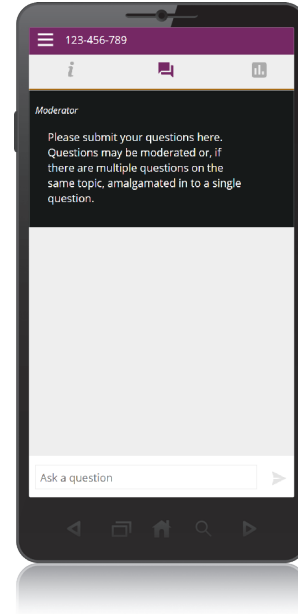 123-456-789
i
Moderator
Please submit your questions here.
Questions may be moderated or, if
there are multiple questions on the
same topic, amalgamated in to a single
question.
Ask a question